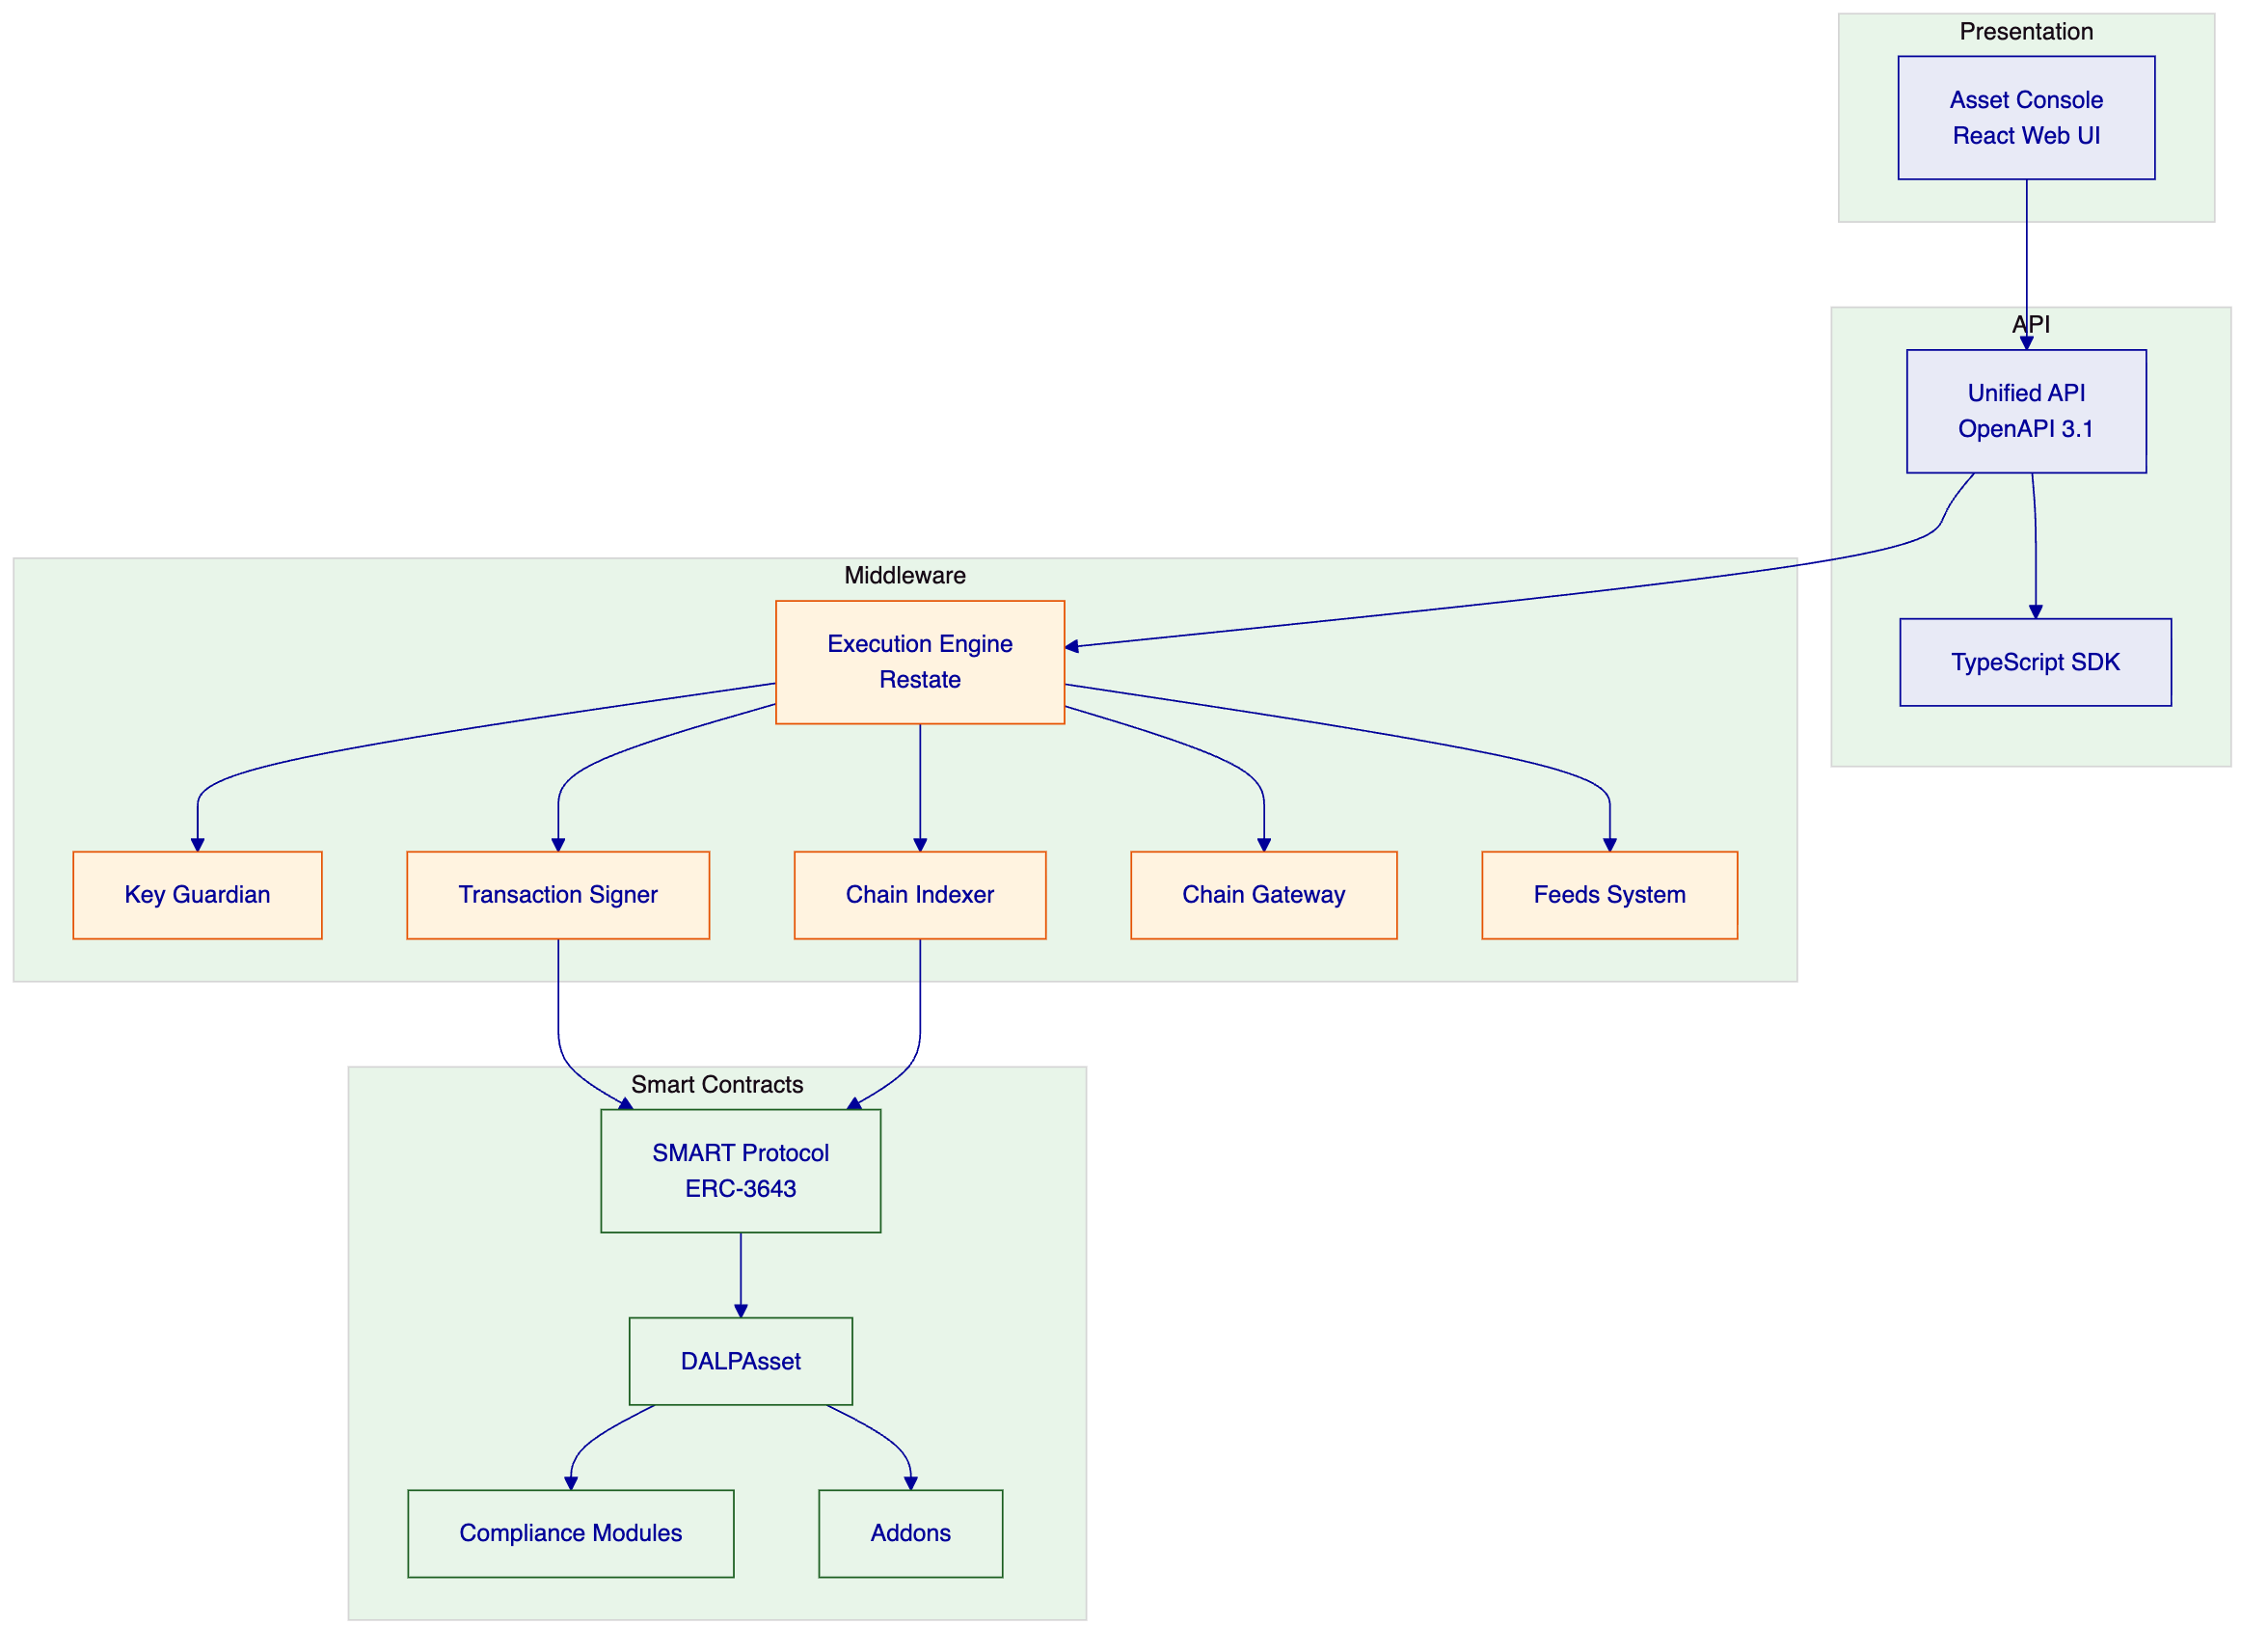 Presentation
Asset Console
React Web UI
API
Unified API
OpenAPI 3.1
TypeScript SDK
Middleware
Execution Engine
Restate
Key Guardian
Transaction Signer
Chain Indexer
Chain Gateway
Feeds System
Smart Contracts
SMART Protocol
ERC-3643
DALPAsset
Compliance Modules
Addons